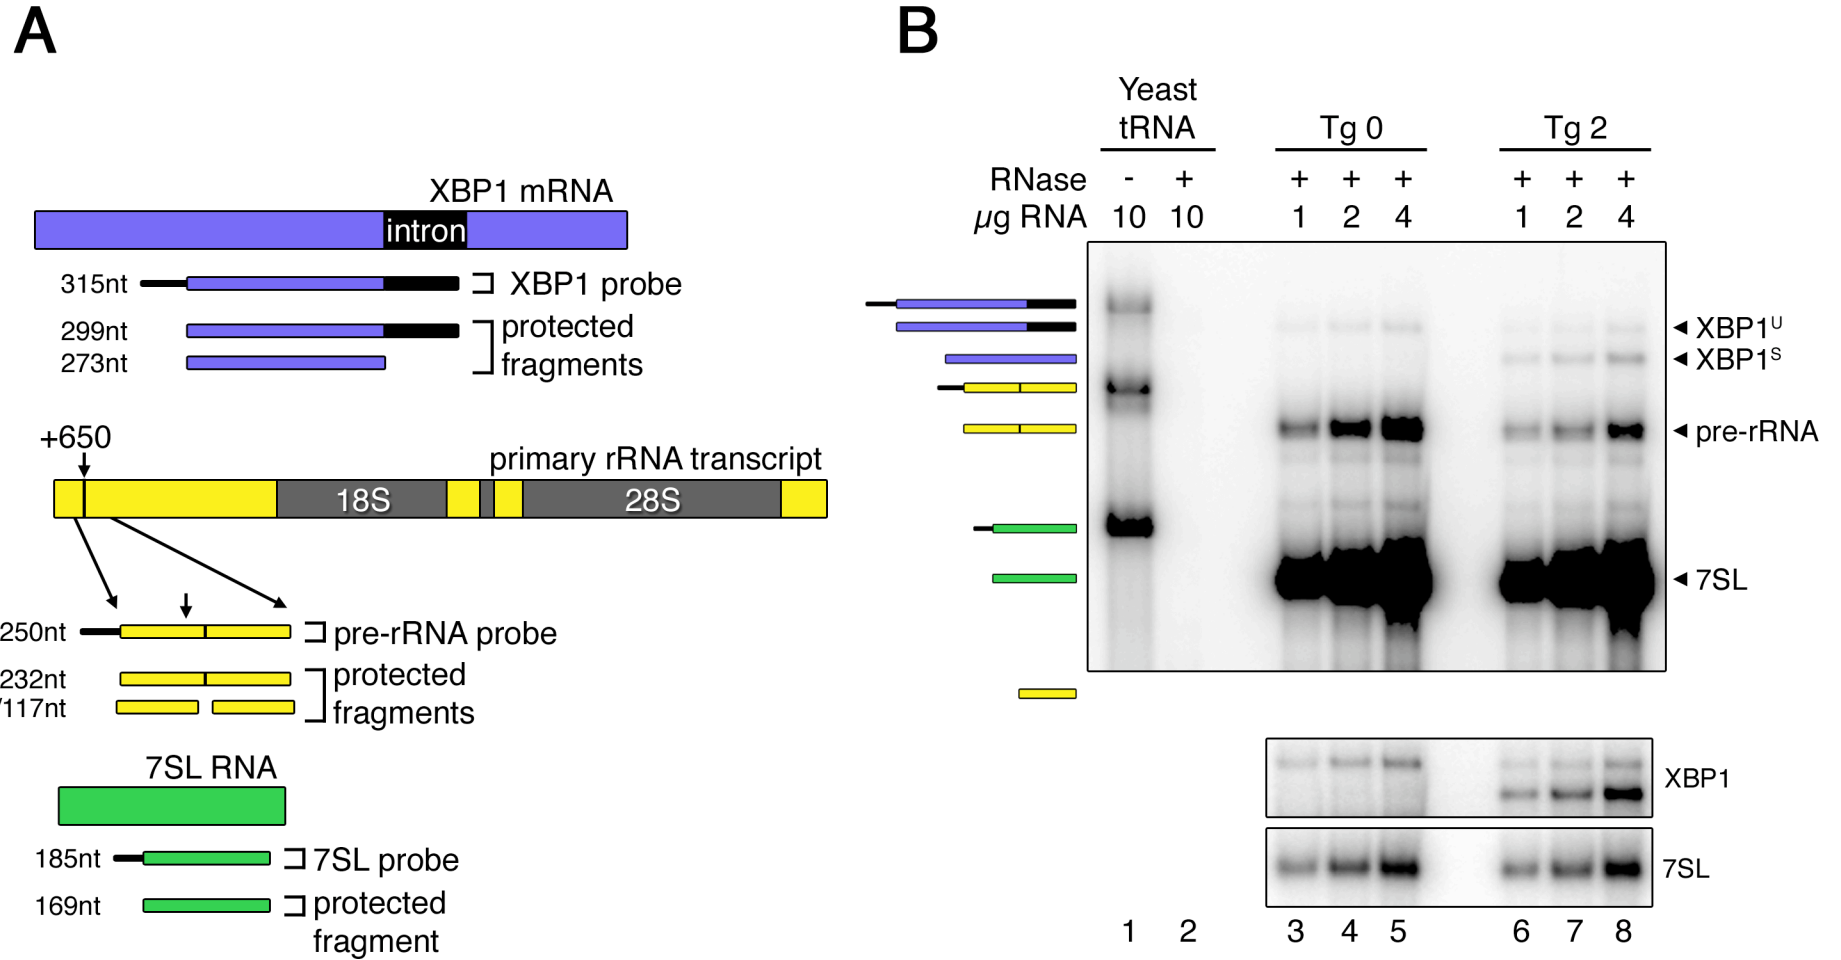 A
XBP1 mRNA
intron
315nt
XBP1 probe
299nt
273nt
protected
fragments
+650
primary rRNA transcript
18S
28S
250nt
pre-rRNA probe
232nt
/117nt
protected
fragments
7SL RNA
185nt
7SL probe
169nt
protected
fragment
B
Yeast
tRNA
Tg 0
Tg 2
RNase - + + + + + + +
µg RNA 10 10 1 2 4 1 2 4
XBP1U
XBP1S
pre-rRNA
7SL
XBP1
7SL
1 2 3 4 5 6 7 8